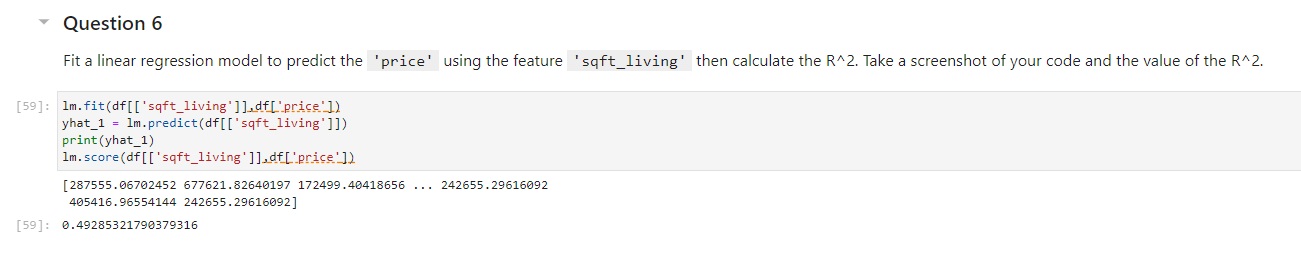 Question 6
Fit a linear regression model to predict the 'price' using the feature 'sqft_living' then calculate the R^2. Take a screenshot of your code and the value of the R^2.
[59]: lm.fit(df[['sqft_living']],df['price'])
yhat_1 = lm.predict(df[['sqft_living']])
print(yhat_1)
lm.score(df[['sqft_living']],df['price'])
[287555.06702452 677621.82640197 172499.40418656 ... 242655.29616092
405416.96554144 242655.29616092]
[59]: 0.49285321790379316